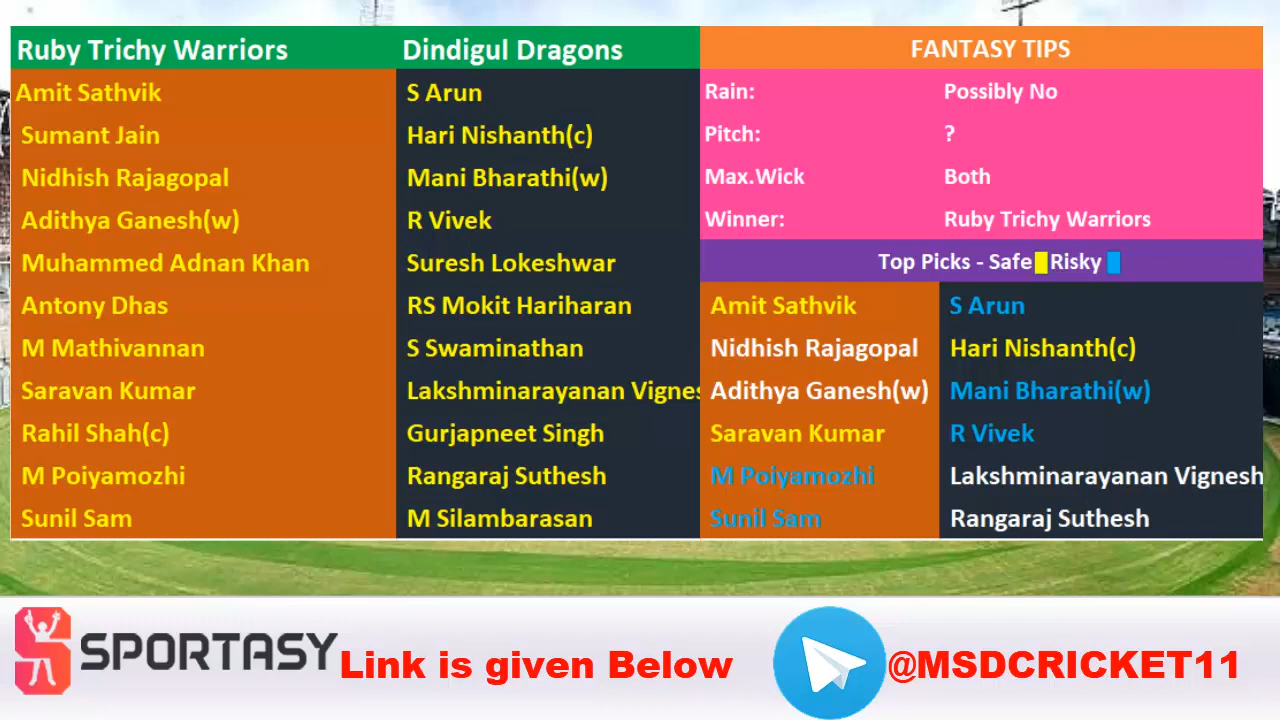 Ruby Trichy Warriors
Amit Sathvik
Sumant Jain
Nidhish Rajagopal
Adithya Ganesh(w)
Muhammed Adnan Khan
Antony Dhas
M Mathivannan
Saravan Kumar
Rahil Shah(c)
M Poiyamozhi
Sunil Sam
Dindigul Dragons
S Arun
Hari Nishanth(c)
Mani Bharathi(w)
R Vivek
Suresh Lokeshwar
RS Mokit Hariharan
S Swaminathan
Lakshminarayanan Vignes
Gurjapneet Singh
Rangaraj Suthesh
M Silambarasan
FANTASY TIPS
Rain: Possibly No
Pitch: ?
Max.Wick Both
Winner: Ruby Trichy Warriors
Top Picks - Safe Risky
Amit Sathvik
Nidhish Rajagopal
Adithya Ganesh(w)
Saravan Kumar
M Poiyamozhi
Sunil Sam
S Arun
Hari Nishanth(c)
Mani Bharathi(w)
R Vivek
Lakshminarayanan Vignesh
Rangaraj Suthesh
SPORTASY
Link is given Below
@MSDCRICKET11